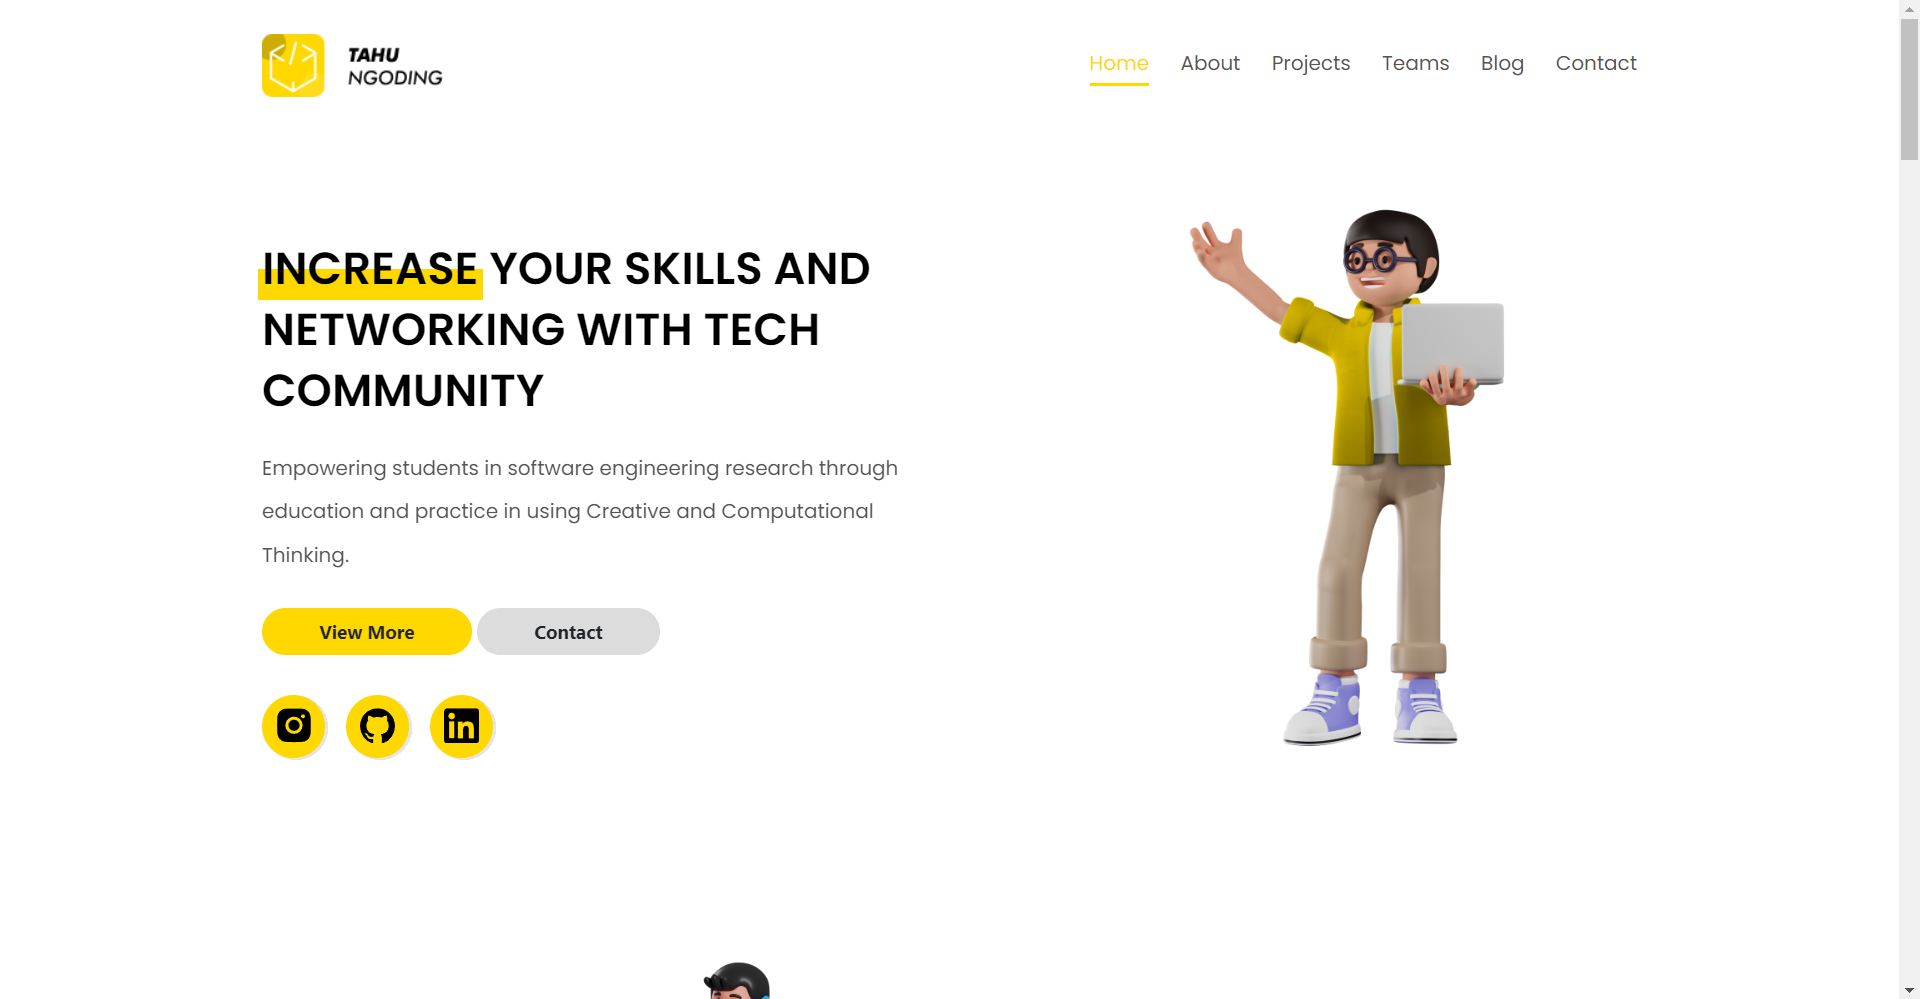 TAHU
NGODING
Home About Projects Teams Blog Contact
INCREASE YOUR SKILLS AND
NETWORKING WITH TECH
COMMUNITY
Empowering students in software engineering research through
education and practice in using Creative and Computational
Thinking.
View More Contact